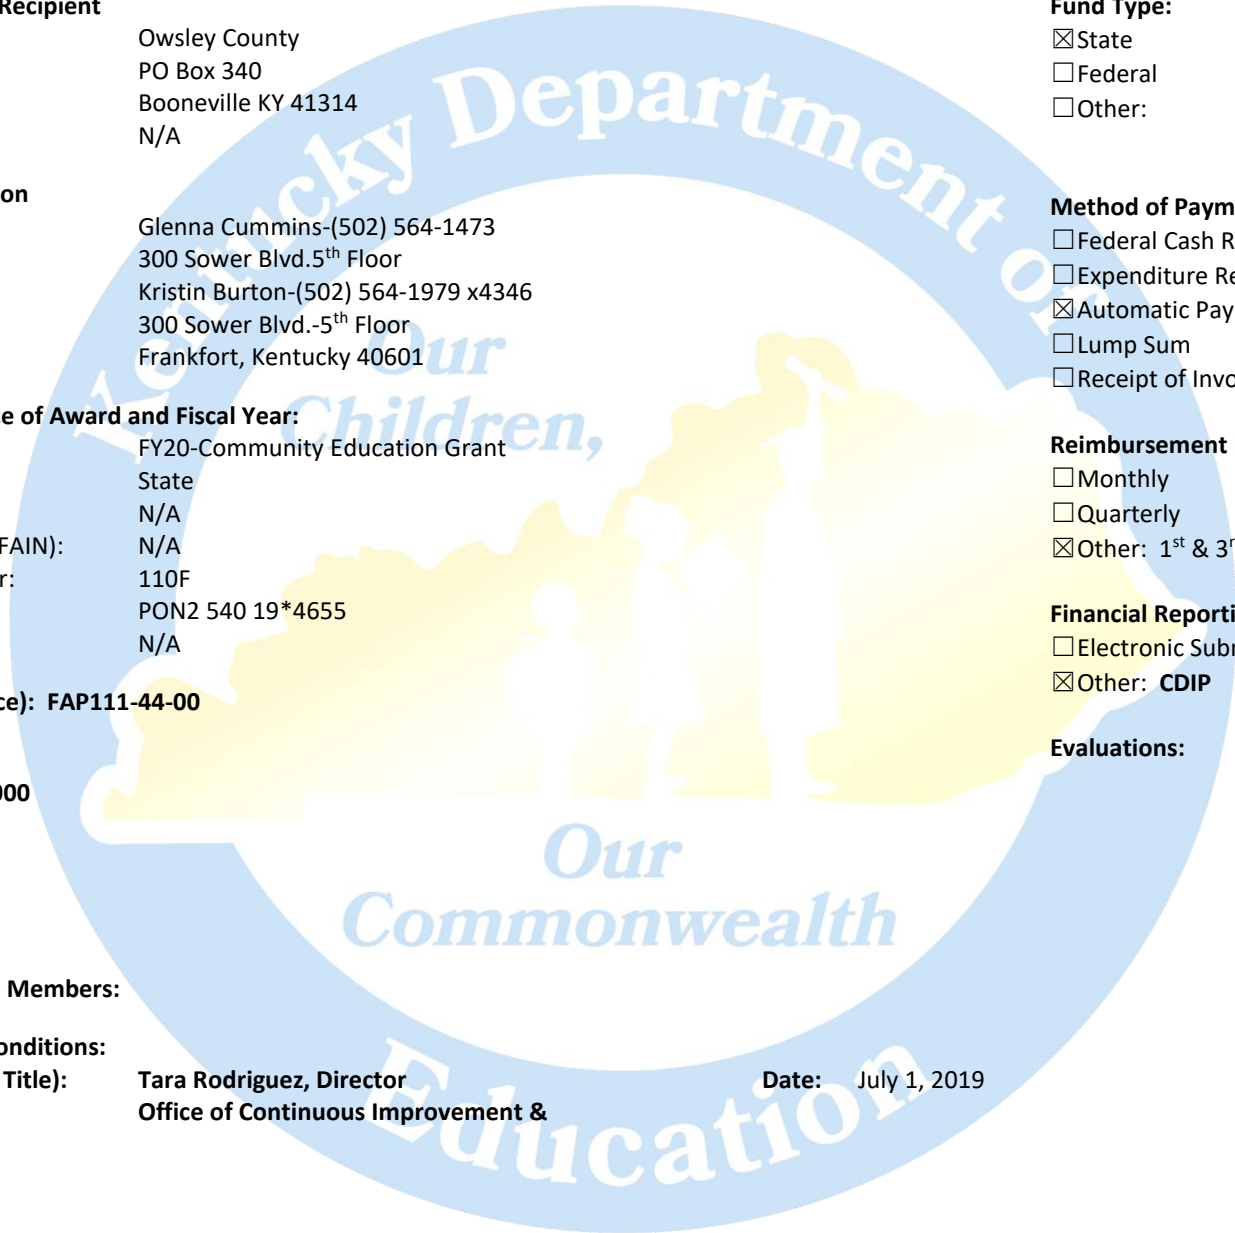 Recipient
Owsley County
PO Box 340
Booneville KY 41314
N/A
on
Glenna Cummins-(502) 564-1473
300 Sower Blvd.5th Floor
Kristin Burton-(502) 564-1979 x4346
300 Sower Blvd.-5th Floor
Frankfort, Kentucky 40601
ce of Award and Fiscal Year:
FY20-Community Education Grant
State
N/A
FAIN): N/A
r: 110F
PON2 540 19*4655
N/A
ce): FAP111-44-00
000
Members:
onditions:
Title): Tara Rodriguez, Director Date: July 1, 2019
Office of Continuous Improvement &
Fund Type:
☒State
☐Federal
☐Other:
Method of Paym
☐Federal Cash R
☐Expenditure Re
☒Automatic Pay
☐Lump Sum
☐Receipt of Invo
Reimbursement
☐Monthly
☐Quarterly
☒Other: 1st & 3r
Financial Reporti
☐Electronic Subr
☒Other: CDIP
Evaluations:
Kentucky Department of
Education
Our
Children,
Our
Commonwealth